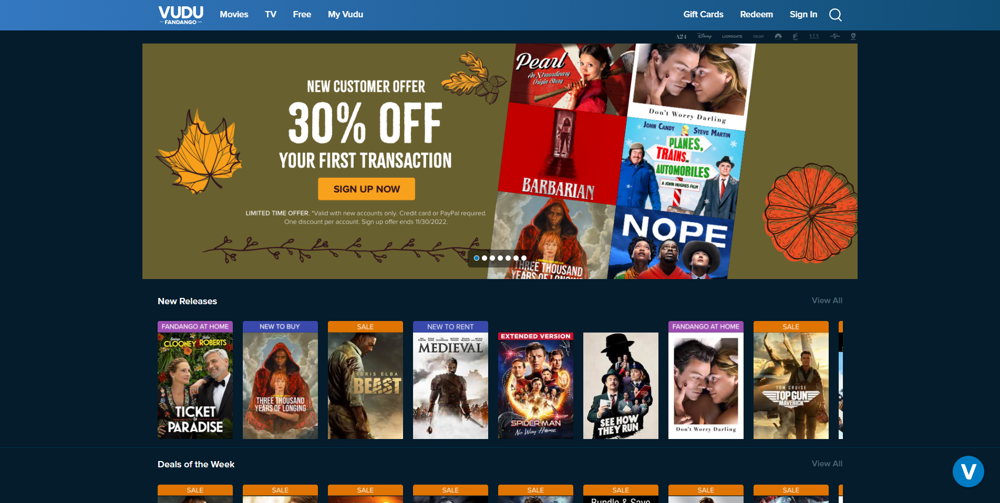 VUDU
FANDANGO
Movies
TV
Free
My Vudu
Gift Cards
Redeem
Sign In
A24
Disney
LIONSGATE
STX
NEW CUSTOMER OFFER
30% OFF
YOUR FIRST TRANSACTION
SIGN UP NOW
LIMITED TIME OFFER. *Valid with new accounts only. Credit card or PayPal required.
One discount per account. Sign up offer ends 11/30/2022.
Pearl
An X-traordinary
Origin Story
Don't Worry Darling
BARBARIAN
JOHN CANDY STEVE MARTIN
PLANES,
TRAINS AND
AUTOMOBILES
A JOHN HUGHES FILM
A GEORGE MILLER FILM
THREE THOUSAND
YEARS OF LONGING
NOPE
New Releases
View All
FANDANGO AT HOME
George Julia
CLOONEY ROBERTS
TICKET
to
PARADISE
NEW TO BUY
THREE THOUSAND
YEARS OF LONGING
SALE
IDRIS ELBA
BEAST
NEW TO RENT
MEDIEVAL
EXTENDED VERSION
SPIDER-MAN
No Way Home
SEE HOW
THEY RUN
FANDANGO AT HOME
Don't Worry Darling
SALE
TOM CRUISE
TOP GUN
MAVERICK
Deals of the Week
View All
SALE
SALE
SALE
SALE
SALE
SALE
Bundle & Save
SALE
SALE
V